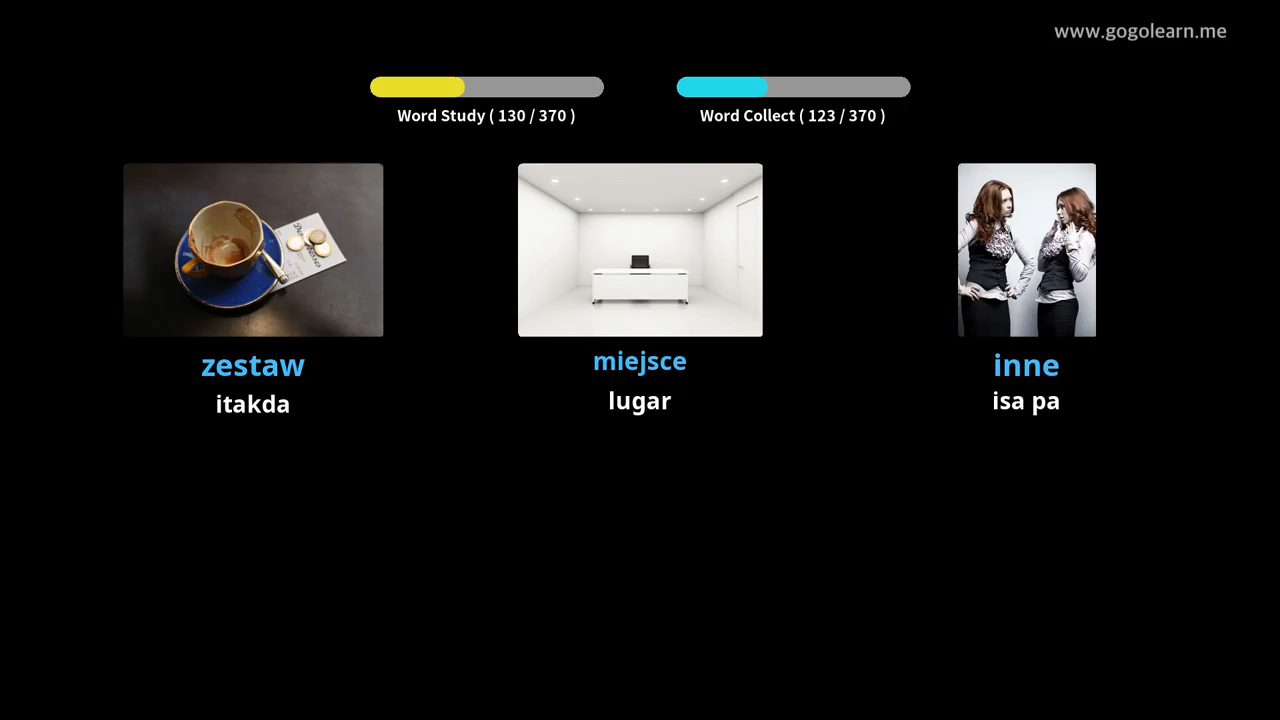 www.gogolearn.me
Word Study ( 130 / 370 )
Word Collect ( 123 / 370 )
zestaw
itakda
miejsce
lugar
inne
isa pa